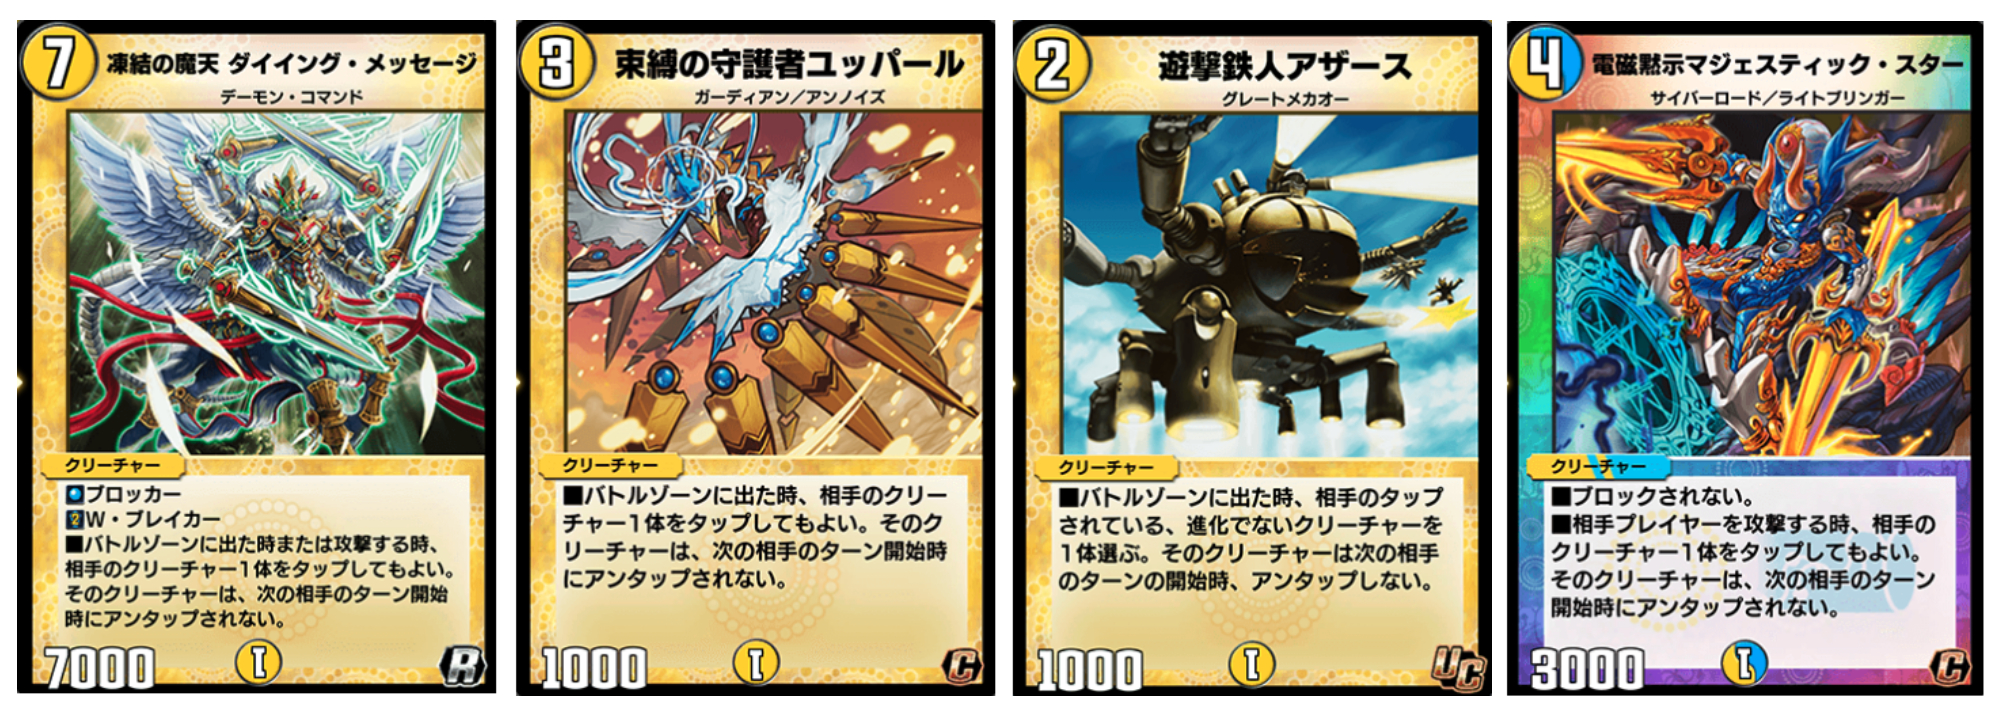 7
凍結の魔天 ダイイング・メッセージ
デーモン・コマンド
クリーチャー
ブロッカー
2 W・ブレイカー
■バトルゾーンに出た時または攻撃する時、
相手のクリーチャー1体をタップしてもよい。
そのクリーチャーは、次の相手のターン開始
時にアンタップされない。
7000
1
R
3
束縛の守護者ユッパール
ガーディアン/アンノイズ
クリーチャー
■バトルゾーンに出た時、相手のクリー
チャー1体をタップしてもよい。そのク
リーチャーは、次の相手のターン開始時
にアンタップされない。
1000
1
C
2
遊撃鉄人アザース
グレートメカオー
クリーチャー
■バトルゾーンに出た時、相手のタップ
されている、進化でないクリーチャーを
1体選ぶ。そのクリーチャーは次の相手
のターンの開始時、アンタップしない。
1000
1
UC
4
電磁黙示マジェスティック・スター
サイバーロード/ライトブリンガー
クリーチャー
■ブロックされない。
■相手プレイヤーを攻撃する時、相手の
クリーチャー1体をタップしてもよい。
そのクリーチャーは、次の相手のターン
開始時にアンタップされない。
3000
1
C